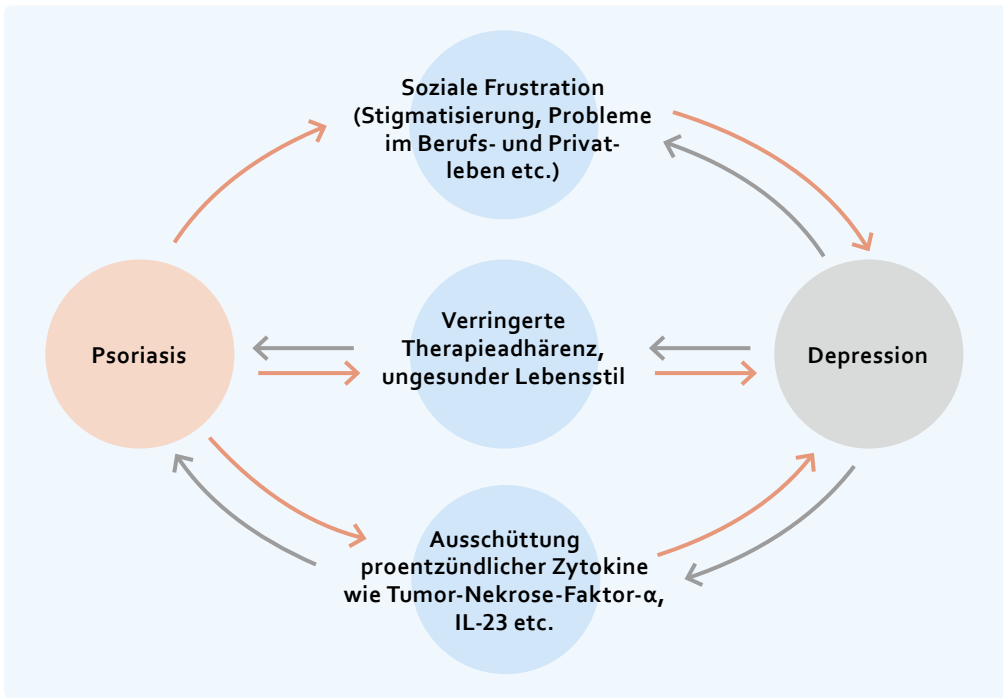 Soziale Frustration
(Stigmatisierung, Probleme
im Berufs- und Privat-
leben etc.)
Psoriasis
Verringerte
Therapieadhärenz,
ungesunder Lebensstil
Depression
Ausschüttung
proentzündlicher Zytokine
wie Tumor-Nekrose-Faktor-α,
IL-23 etc.